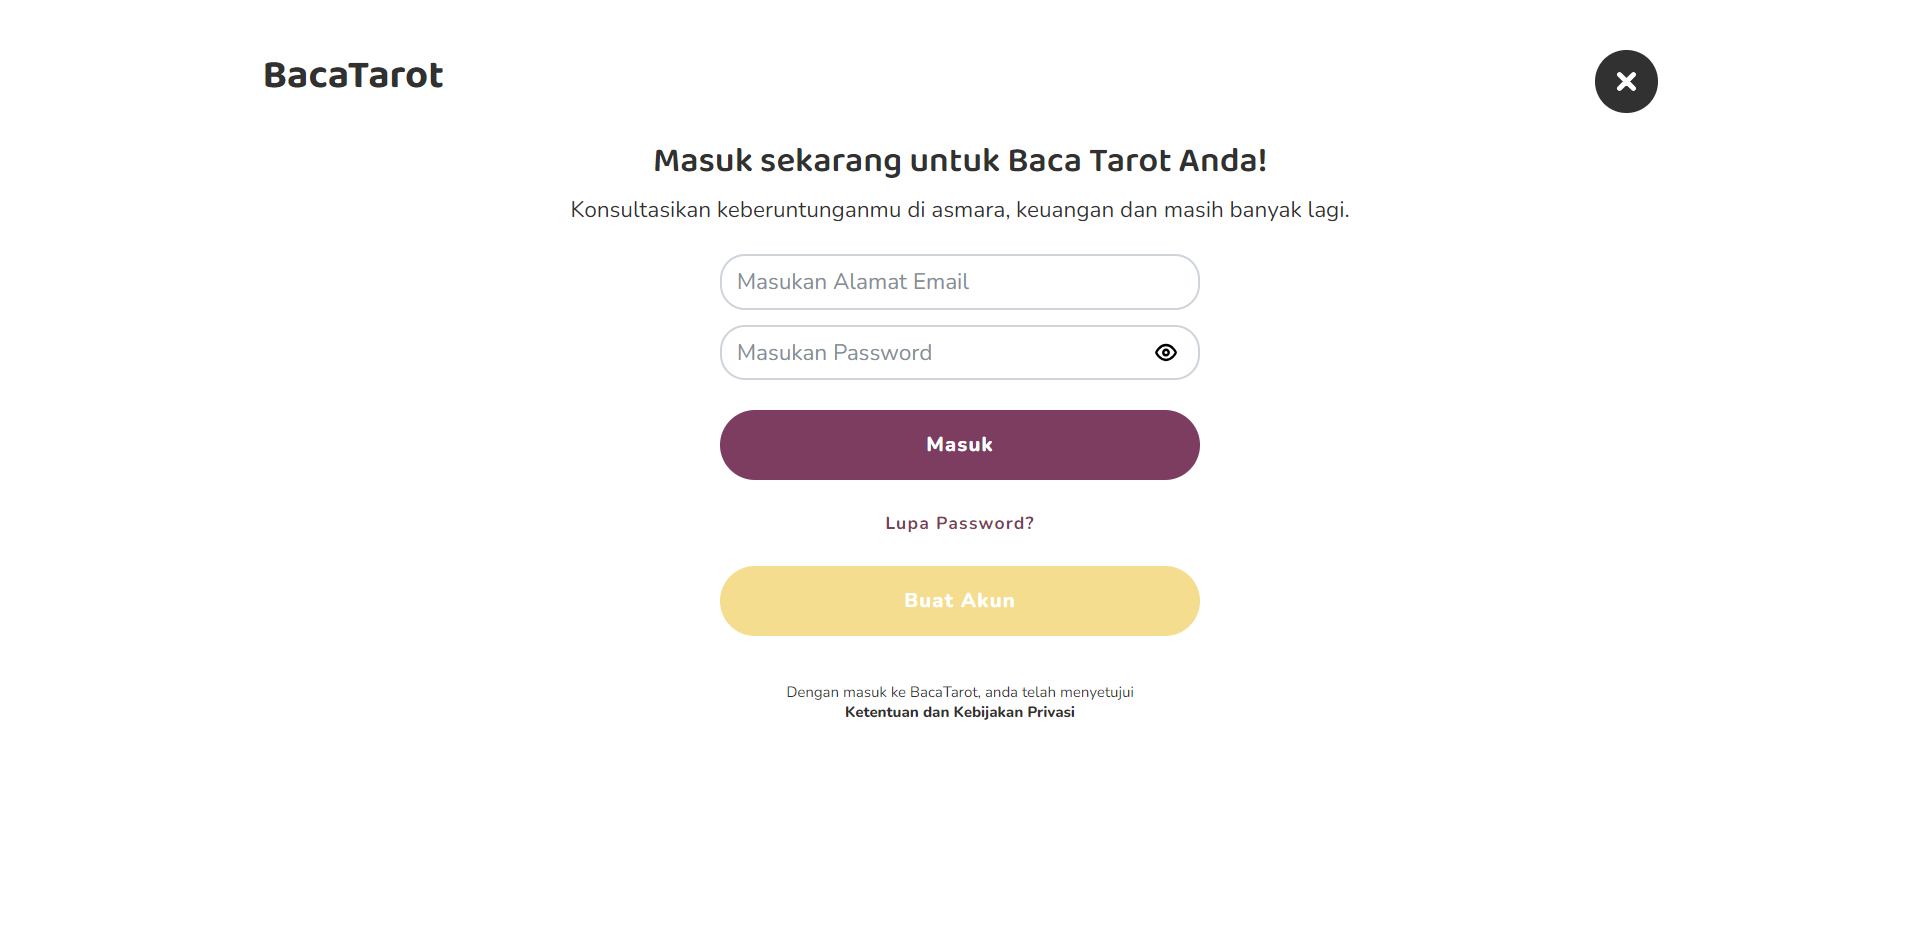 BacaTarot
Masuk sekarang untuk Baca Tarot Anda!
Konsultasikan keberuntunganmu di asmara, keuangan dan masih banyak lagi.
Masukan Alamat Email
Masukan Password
Masuk
Lupa Password?
Buat Akun
Dengan masuk ke BacaTarot, anda telah menyetujui
Ketentuan dan Kebijakan Privasi